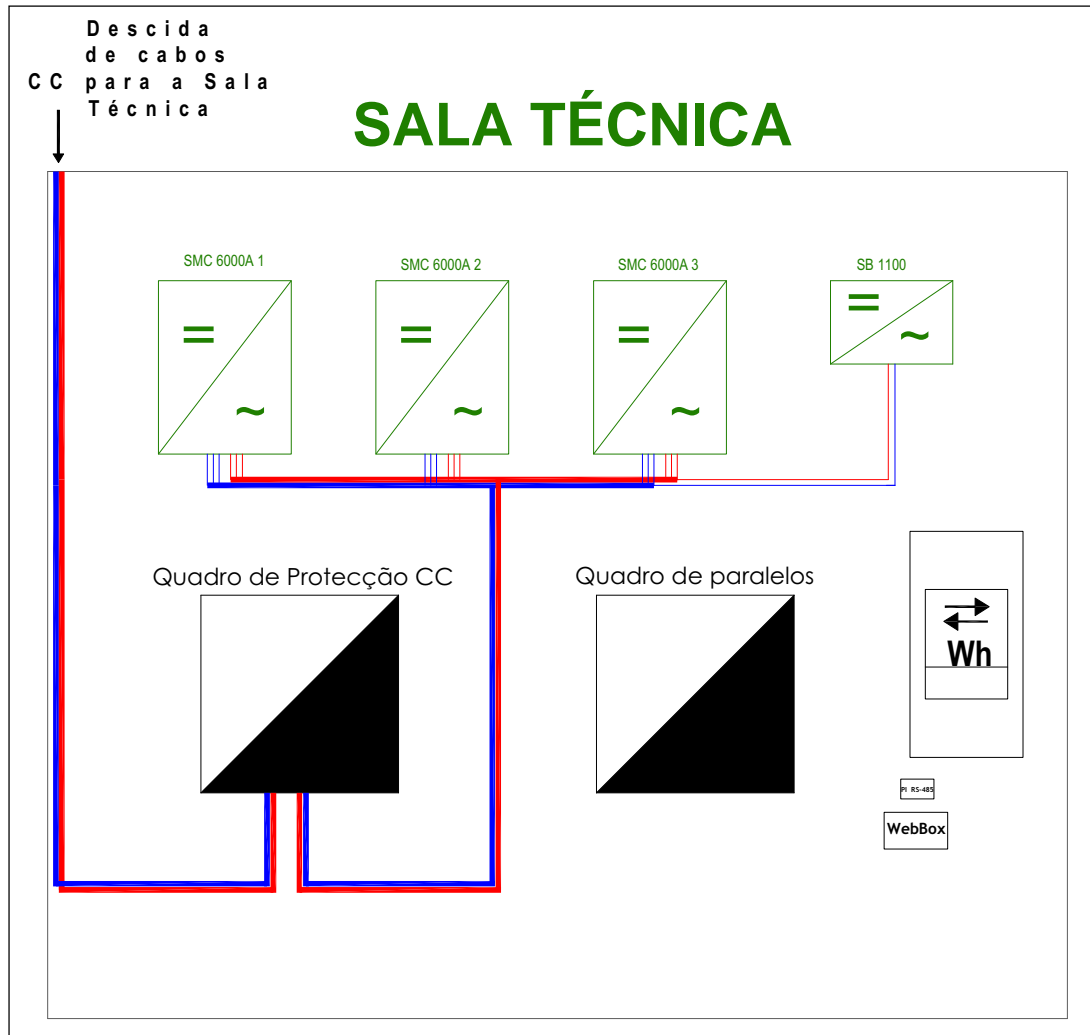 Descida
de cabos
CC para a Sala
Técnica
SALA TÉCNICA
SMC 6000A 1
SMC 6000A 2
SMC 6000A 3
SB 1100
=
~
=
~
=
~
=
~
Quadro de Protecção CC
Quadro de paralelos
Wh
PI RS-485
WebBox